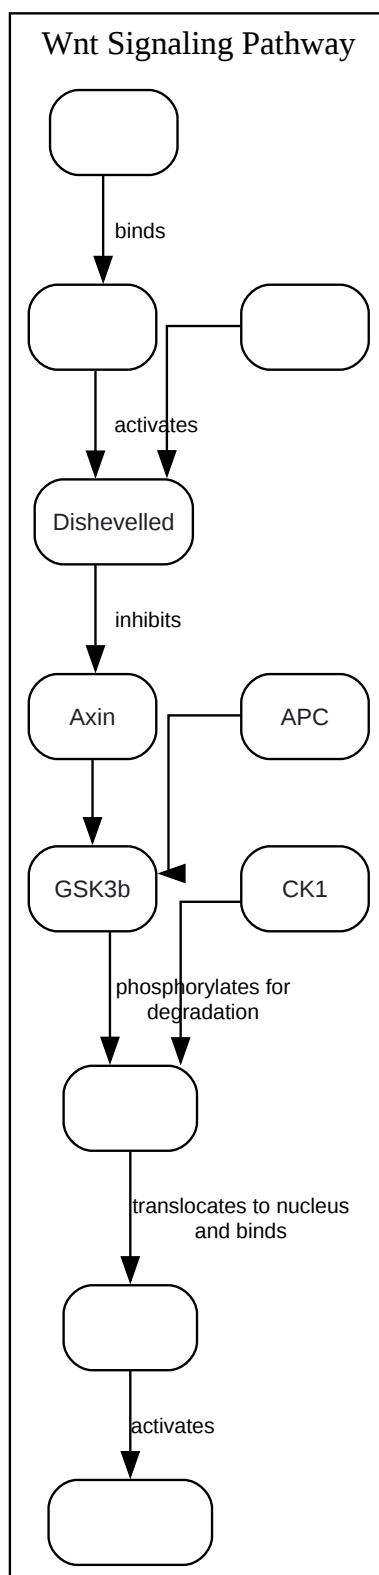 Wnt Signaling Pathway
binds
activates
Dishevelled
inhibits
Axin
APC
GSK3b
CK1
phosphorylates for
degradation
translocates to nucleus
and binds
activates